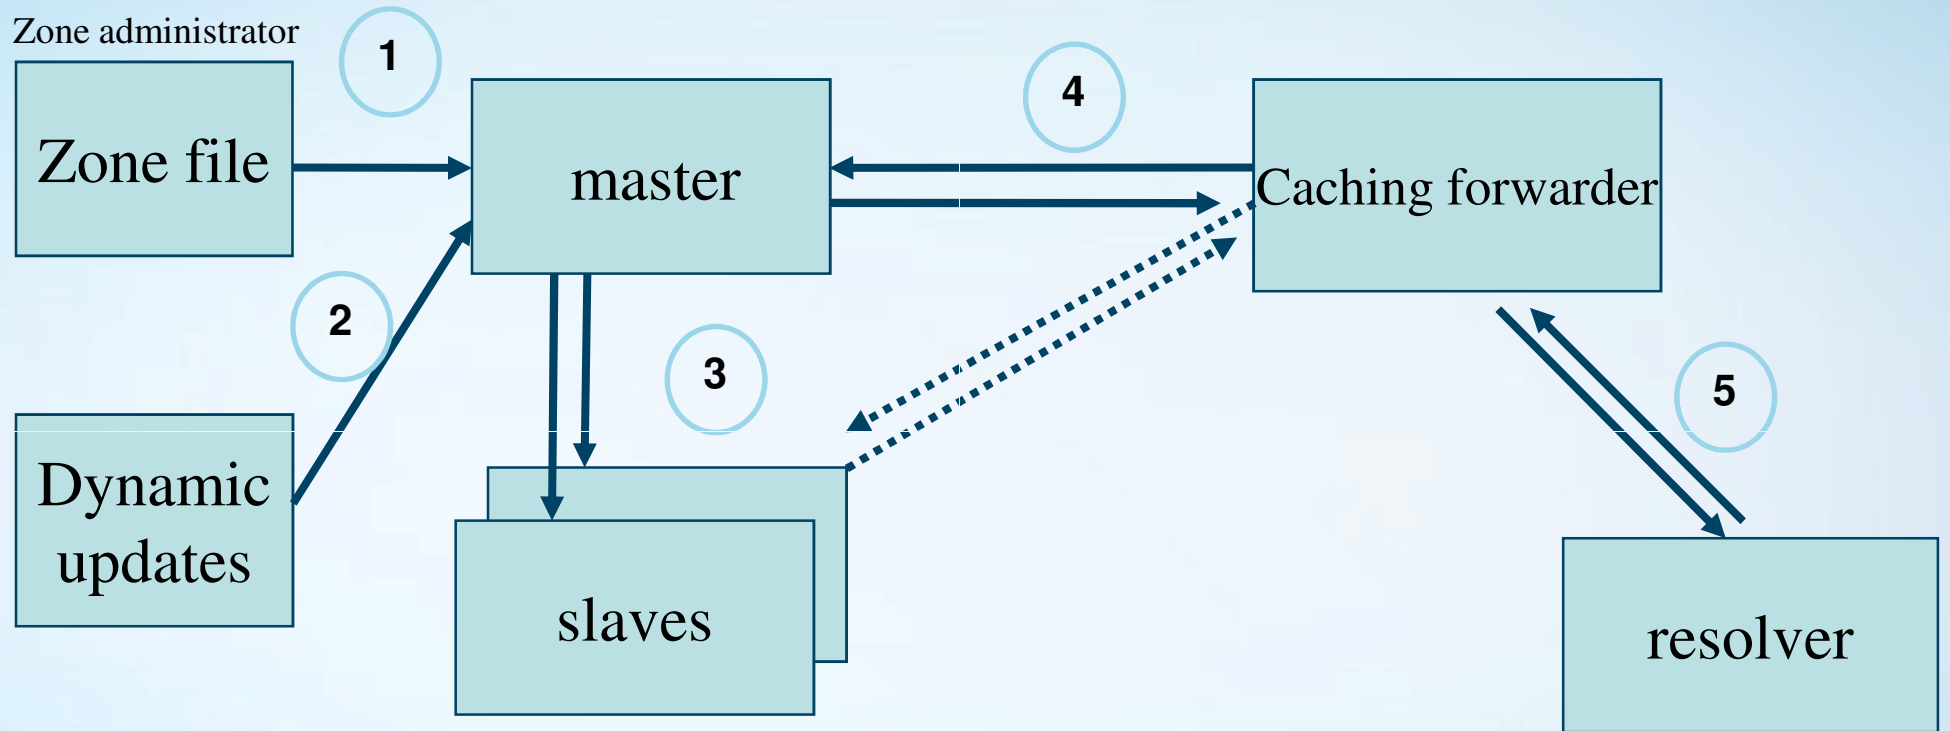 Zone administrator
1
Zone file
master
4
Caching forwarder
2
3
5
Dynamic
updates
slaves
resolver